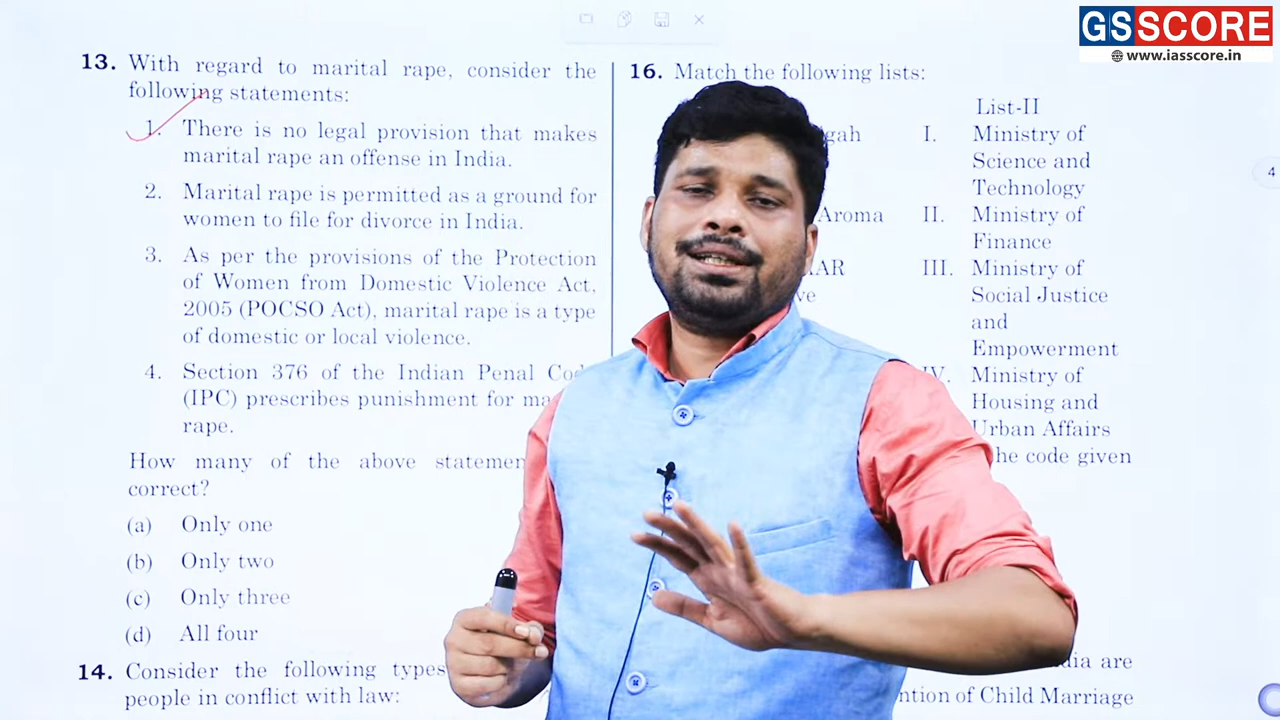 GSSCORE
www.iasscore.in
13. With regard to marital rape, consider the
following statements:
1. There is no legal provision that makes
marital rape an offense in India.
2. Marital rape is permitted as a ground for
women to file for divorce in India.
3. As per the provisions of the Protection
of Women from Domestic Violence Act,
2005 (POCSO Act), marital rape is a type
of domestic or local violence.
4. Section 376 of the Indian Penal
(IPC) prescribes punishment for
rape.
How many of the above
correct?
(a) Only one
(b) Only two
(c) Only three
(d) All four
14. Consider the following types
people in conflict with law:
16. Match the following lists:
List-II
I. Ministry of
Science and
Technology
Aroma II. Ministry of
Finance
III. Ministry of
Social Justice
and
Empowerment
IV. Ministry of
Housing and
Urban Affairs
code given
are
of Child Marriage
4